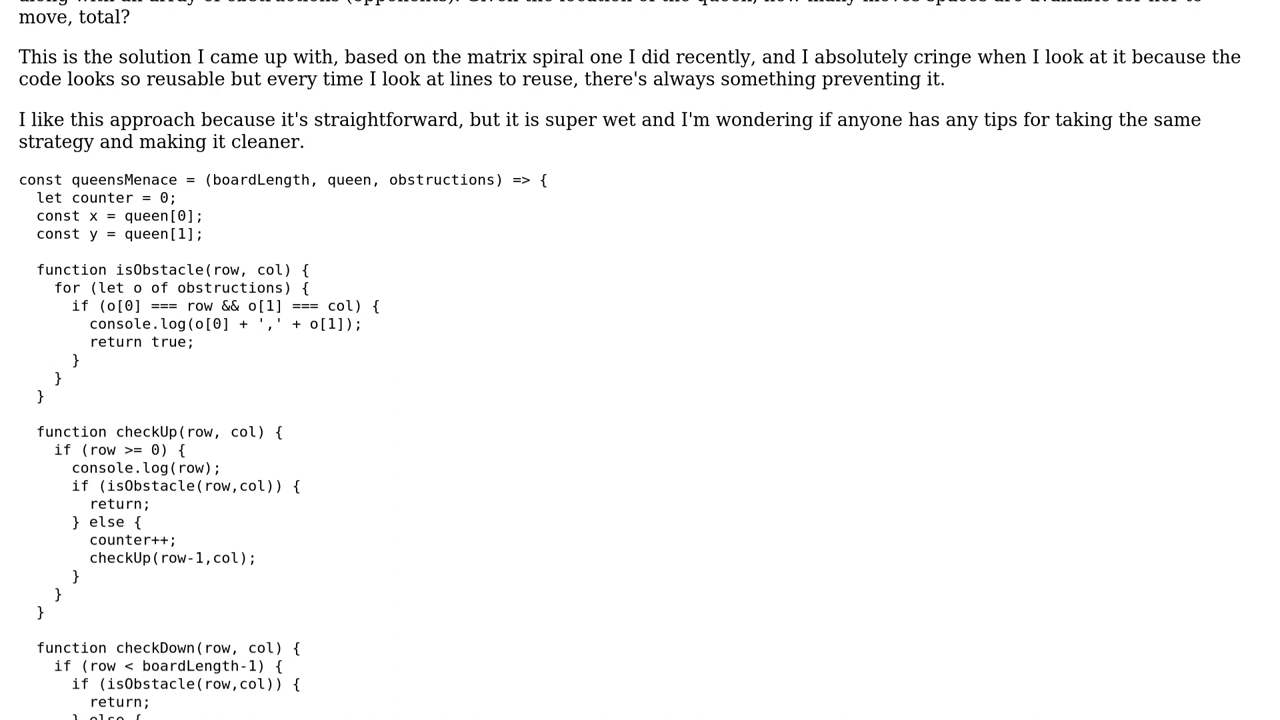 move, total?
This is the solution I came up with, based on the matrix spiral one I did recently, and I absolutely cringe when I look at it because the
code looks so reusable but every time I look at lines to reuse, there's always something preventing it.
I like this approach because it's straightforward, but it is super wet and I'm wondering if anyone has any tips for taking the same
strategy and making it cleaner.
const queensMenace = (boardLength, queen, obstructions) => {
  let counter = 0;
  const x = queen[0];
  const y = queen[1];

  function isObstacle(row, col) {
    for (let o of obstructions) {
      if (o[0] === row && o[1] === col) {
        console.log(o[0] + ',' + o[1]);
        return true;
      }
    }
  }

  function checkUp(row, col) {
    if (row >= 0) {
      console.log(row);
      if (isObstacle(row,col)) {
        return;
      } else {
        counter++;
        checkUp(row-1,col);
      }
    }
  }

  function checkDown(row, col) {
    if (row < boardLength-1) {
      if (isObstacle(row,col)) {
        return;
      } else {